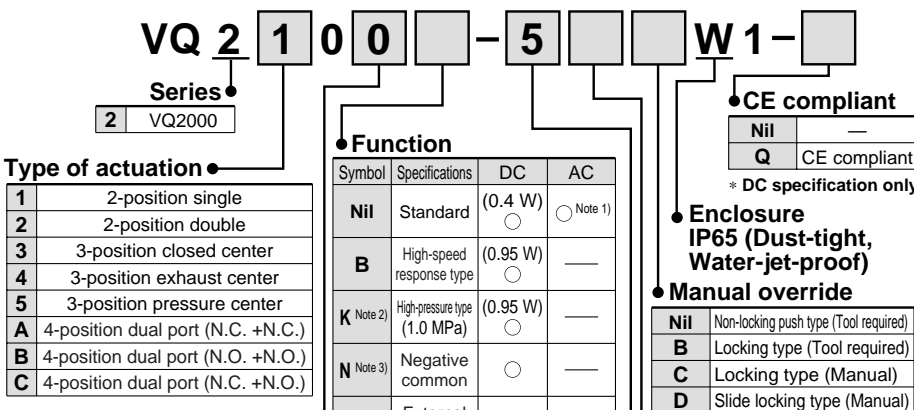 VQ 2 1 0 0 – 5 W 1 –
Series
2 VQ2000
Type of actuation
1 2-position single
2 2-position double
3 3-position closed center
4 3-position exhaust center
5 3-position pressure center
A 4-position dual port (N.C. +N.C.)
B 4-position dual port (N.O. +N.O.)
C 4-position dual port (N.C. +N.O.)
Function
Symbol Specifications DC AC
Nil Standard (0.4 W) ○ ○ Note 1)
B High-speed response type (0.95 W) ○ —
K Note 2) High-pressure type (1.0 MPa) (0.95 W) ○ —
N Note 3) Negative common ○ —
External
CE compliant
Nil —
Q CE compliant
* DC specification only
Enclosure
IP65 (Dust-tight,
Water-jet-proof)
Manual override
Nil Non-locking push type (Tool required)
B Locking type (Tool required)
C Locking type (Manual)
D Slide locking type (Manual)